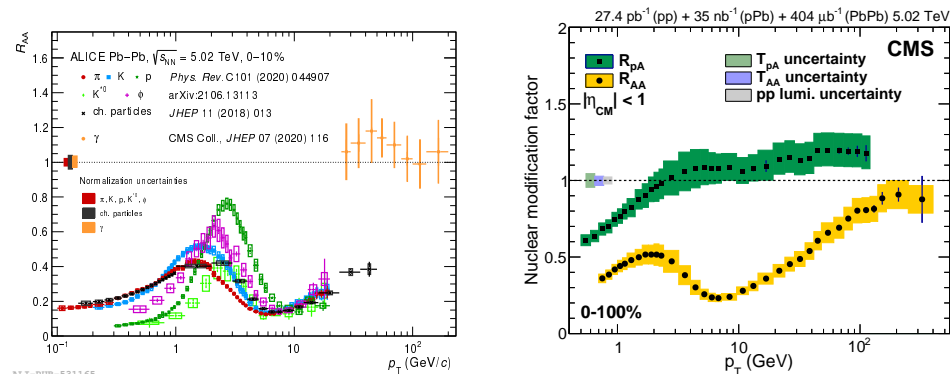 R_AA
1.6
1.4
1.2
1
0.8
0.6
0.4
0.2
0
ALICE Pb−Pb, √s_NN = 5.02 TeV, 0−10%
π K p Phys. Rev.C101 (2020) 044907
K*0 ϕ arXiv:2106.13113
ch. particles JHEP 11 (2018) 013
γ CMS Coll., JHEP 07 (2020) 116
Normalization uncertainties
π, K, p, K*0, ϕ
ch. particles
γ
10⁻¹ 1 10 10²
p_T (GeV/c)
27.4 pb⁻¹ (pp) + 35 nb⁻¹ (pPb) + 404 μb⁻¹ (PbPb) 5.02 TeV
Nuclear modification factor
2
1.5
1
0.5
0
CMS
R_pA
R_AA
|η_CM| < 1
T_pA uncertainty
T_AA uncertainty
pp lumi. uncertainty
0-100%
1 10 10²
p_T (GeV)